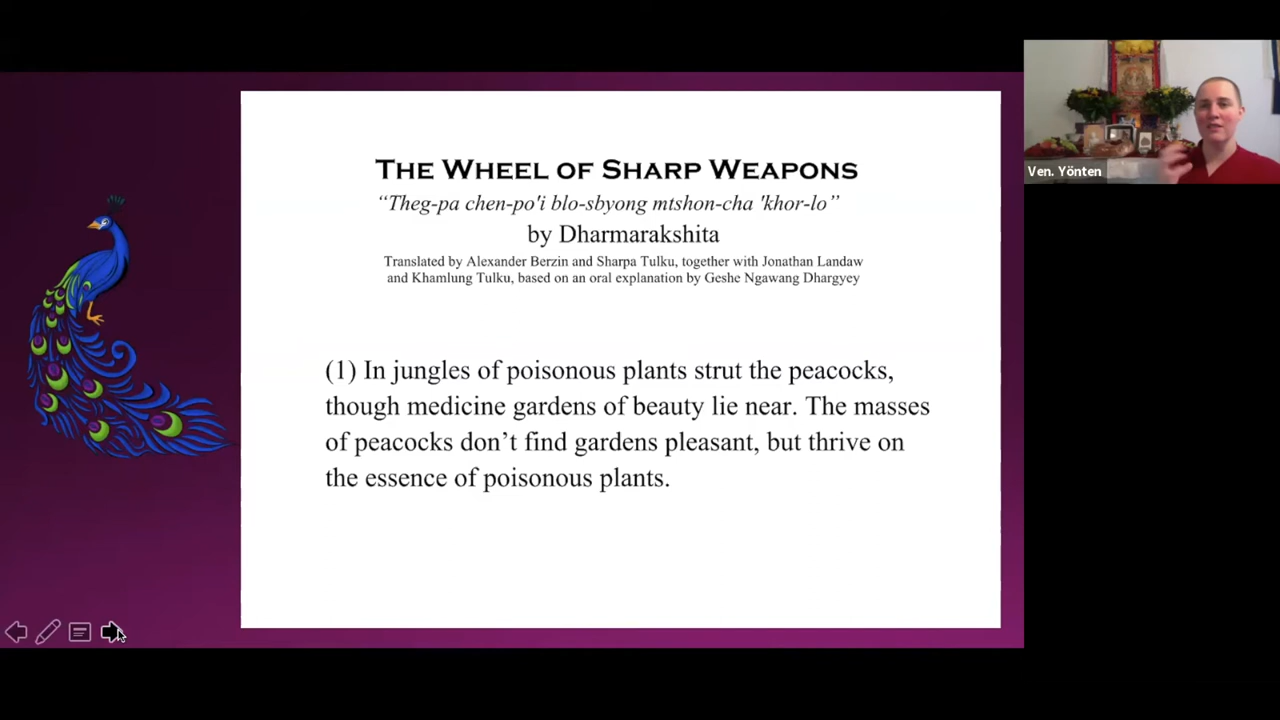 THE WHEEL OF SHARP WEAPONS
“Theg-pa chen-po'i blo-sbyong mtshon-cha 'khor-lo”
by Dharmarakshita
Translated by Alexander Berzin and Sharpa Tulku, together with Jonathan Landaw
and Khamlung Tulku, based on an oral explanation by Geshe Ngawang Dhargyey
(1) In jungles of poisonous plants strut the peacocks,
though medicine gardens of beauty lie near. The masses
of peacocks don’t find gardens pleasant, but thrive on
the essence of poisonous plants.
Ven. Yönten